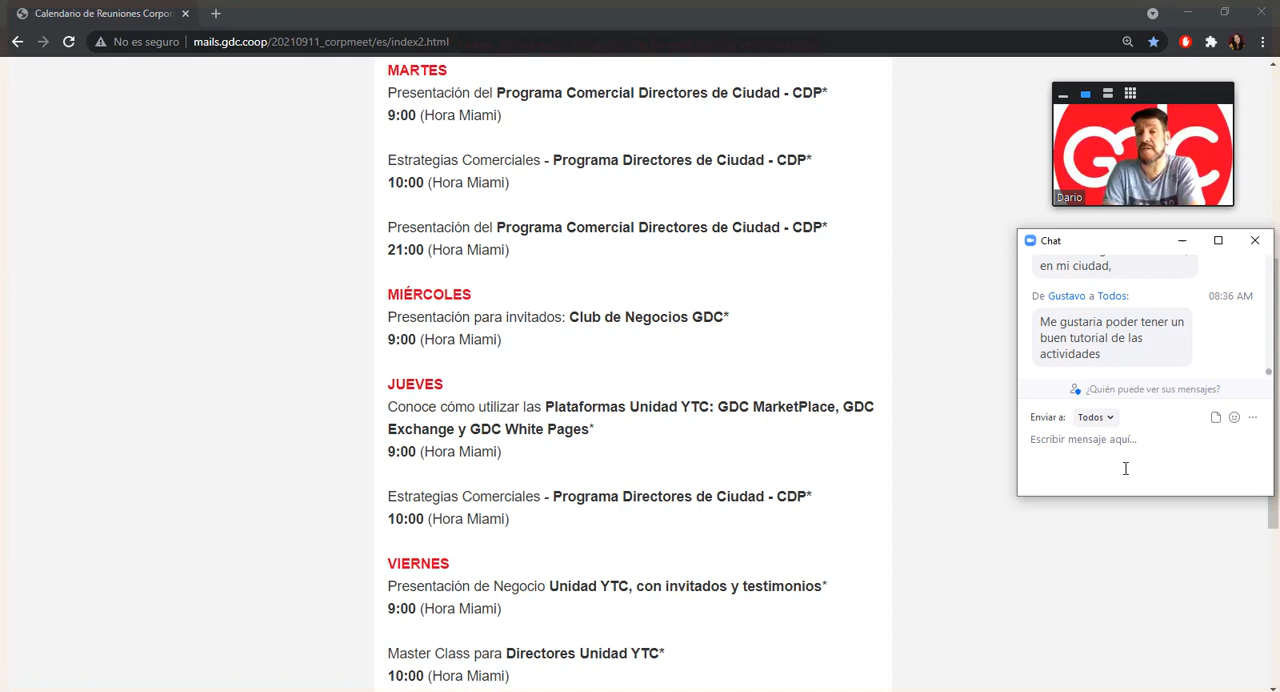 Calendario de Reuniones Corpor
No es seguro
mails.gdc.coop/20210911_corpmeet/es/index2.html
MARTES
Presentación del Programa Comercial Directores de Ciudad - CDP*
9:00 (Hora Miami)
Estrategias Comerciales - Programa Directores de Ciudad - CDP*
10:00 (Hora Miami)
Presentación del Programa Comercial Directores de Ciudad - CDP*
21:00 (Hora Miami)
MIÉRCOLES
Presentación para invitados: Club de Negocios GDC*
9:00 (Hora Miami)
JUEVES
Conoce cómo utilizar las Plataformas Unidad YTC: GDC MarketPlace, GDC
Exchange y GDC White Pages*
9:00 (Hora Miami)
Estrategias Comerciales - Programa Directores de Ciudad - CDP*
10:00 (Hora Miami)
VIERNES
Presentación de Negocio Unidad YTC, con invitados y testimonios*
9:00 (Hora Miami)
Master Class para Directores Unidad YTC*
10:00 (Hora Miami)
Dario
Chat
en mi ciudad,
De Gustavo a Todos: 08:36 AM
Me gustaria poder tener un
buen tutorial de las
actividades
¿Quién puede ver sus mensajes?
Enviar a: Todos
Escribir mensaje aquí...